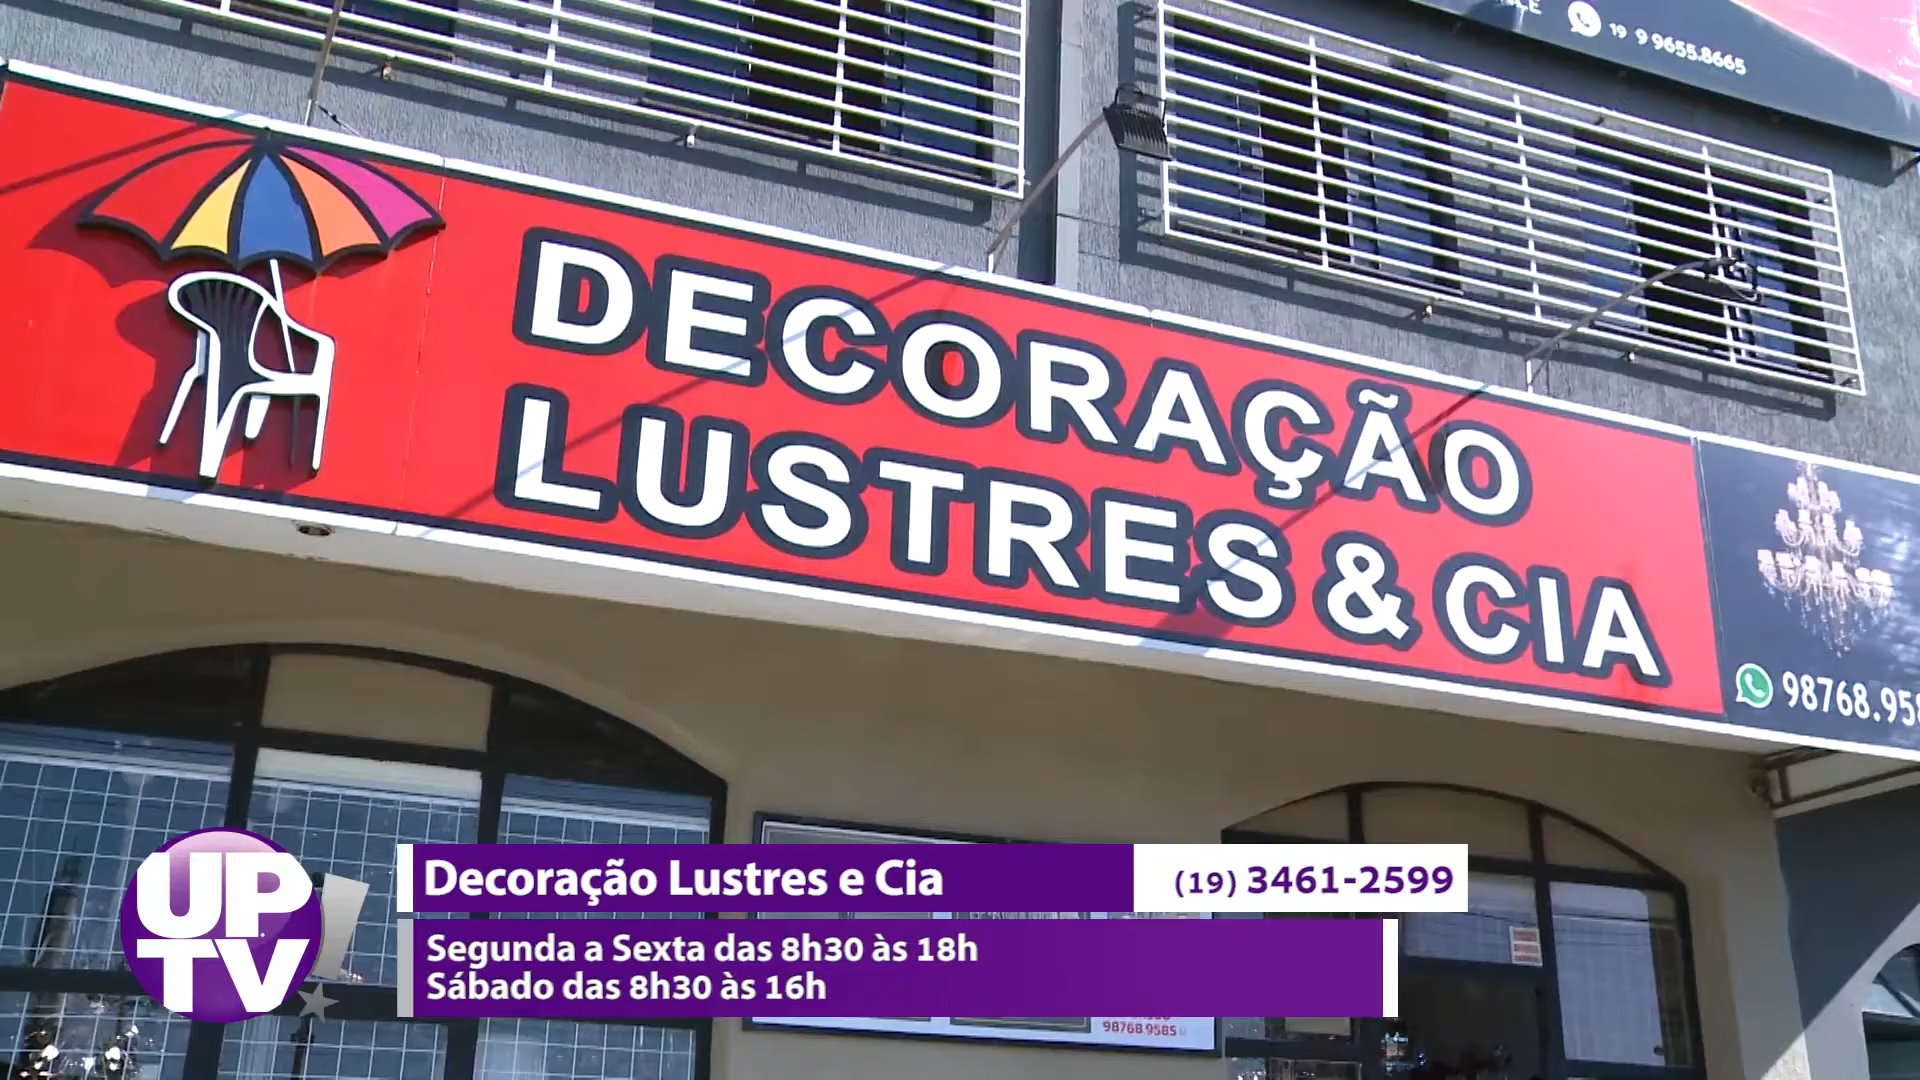 19 9 9655.8665
DECORAÇÃO
LUSTRES & CIA
98768.958
UP
TV
Decoração Lustres e Cia
(19) 3461-2599
Segunda a Sexta das 8h30 às 18h
Sábado das 8h30 às 16h
98768.9585